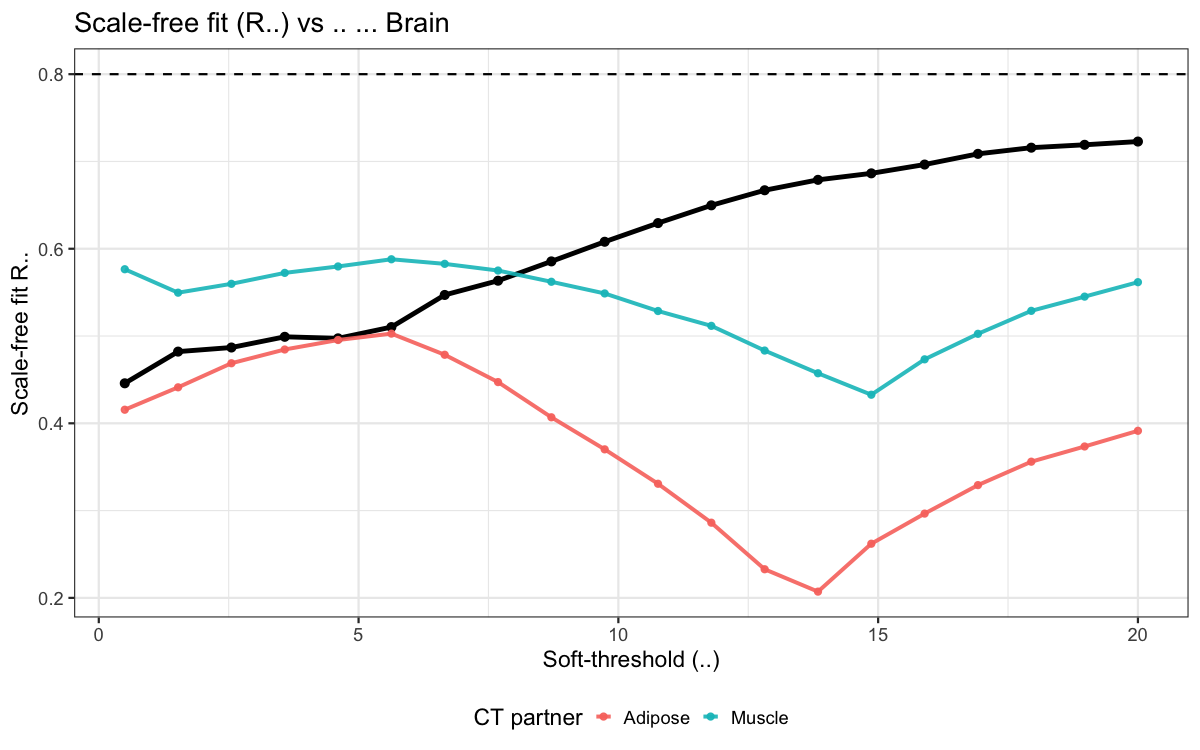 Scale-free fit (R..) vs .. ... Brain
0.8
0.6
0.4
0.2
Scale-free fit R..
0 5 10 15 20
Soft-threshold (..)
CT partner Adipose Muscle